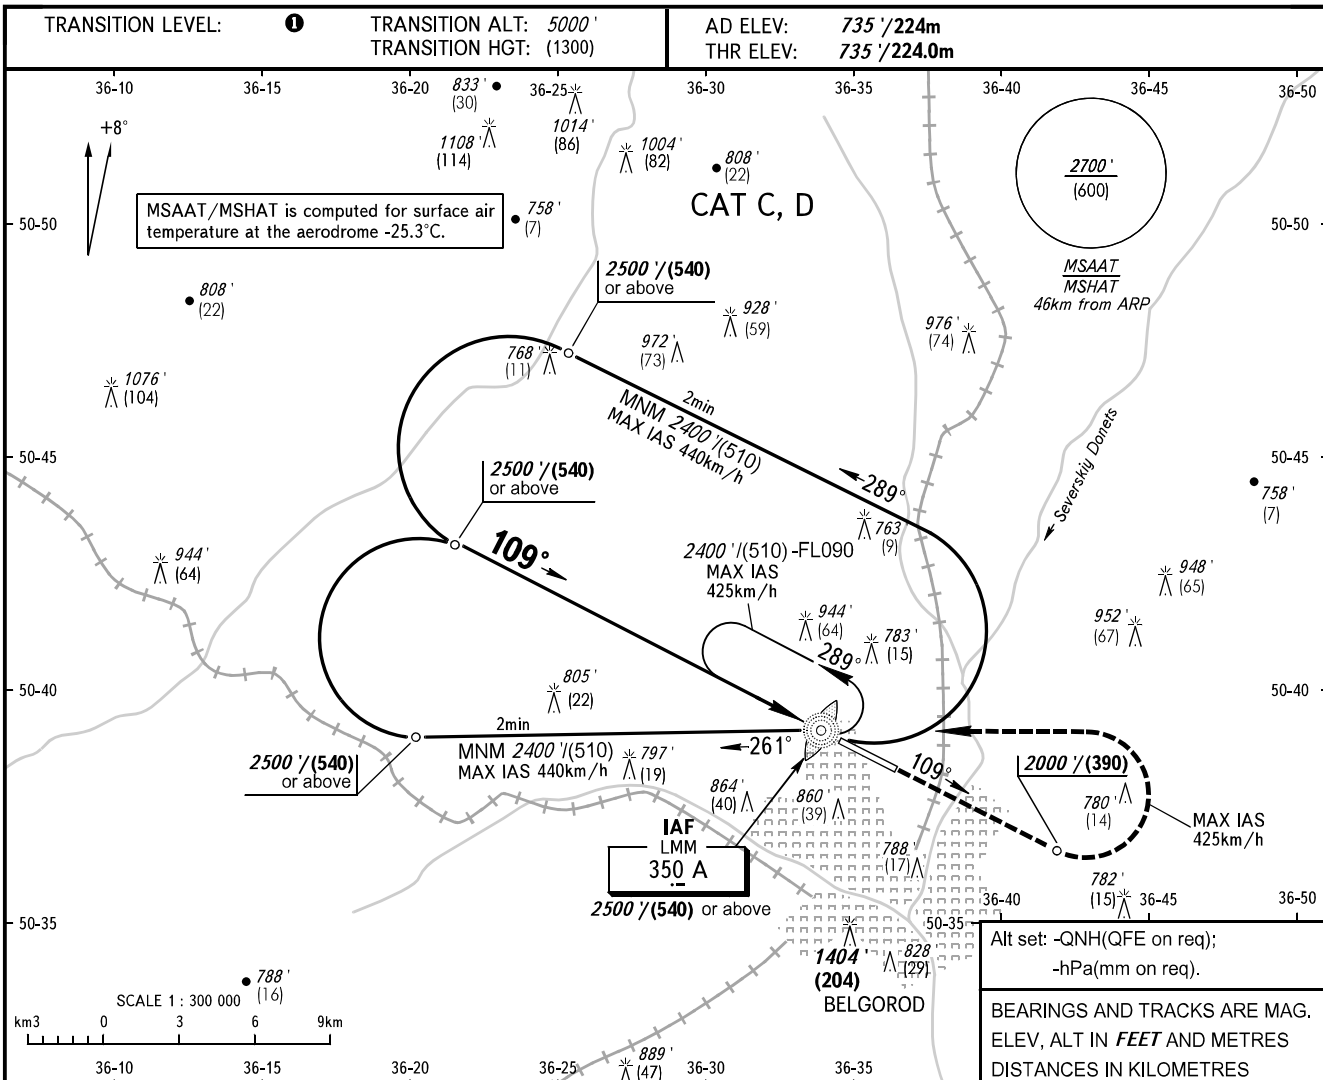 TRANSITION LEVEL: 1 TRANSITION ALT: 5000 ' AD ELEV: 735 '/224m
TRANSITION HGT: (1300) THR ELEV: 735 '/224.0m
36-10 36-15 36-20 36-25 36-30 36-35 36-40 36-45 36-50
+8°
833 '
(30)
1108 '
(114)
1014 '
(86)
1004 '
(82)
808 '
(22)
CAT C, D
2700 '
(600)
MSAAT
MSHAT
46km from ARP
MSAAT/MSHAT is computed for surface air
temperature at the aerodrome -25.3°C.
758 '
(7)
50-50 50-50
2500 '/(540)
or above
808 '
(22)
928 '
(59)
976 '
(74)
972 '
(73)
768 '
(11)
1076 '
(104)
2min
MNM 2400 '/(510)
MAX IAS 440km/h
Severskiy Donets
50-45 50-45
2500 '/(540)
or above
289°
758 '
(7)
763
(9)
109°
944 '
(64)
2400 '/(510) -FL090
MAX IAS
425km/h
948 '
(65)
952 '
(67)
944 '
(64)
783 '
(15)
289°
50-40 50-40
805 '
(22)
2min
261°
MNM 2400 '/(510)
MAX IAS 440km/h
2500 '/(540)
or above
797 '
(19)
109°
2000 '/(390)
780 '
(14)
MAX IAS
425km/h
864 '
(40)
860 '
(39)
IAF
LMM
350 A
2500 '/(540) or above
788 '
(17)
782 '
(15)
36-40 36-45 36-50
50-35 50-35
1404 '
(204)
828
(29)
BELGOROD
Alt set: -QNH(QFE on req);
-hPa(mm on req).
788 '
(16)
SCALE 1 : 300 000
km3 0 3 6 9km
BEARINGS AND TRACKS ARE MAG.
ELEV, ALT IN FEET AND METRES
DISTANCES IN KILOMETRES
889 '
(47)
36-10 36-15 36-20 36-25 36-30 36-35